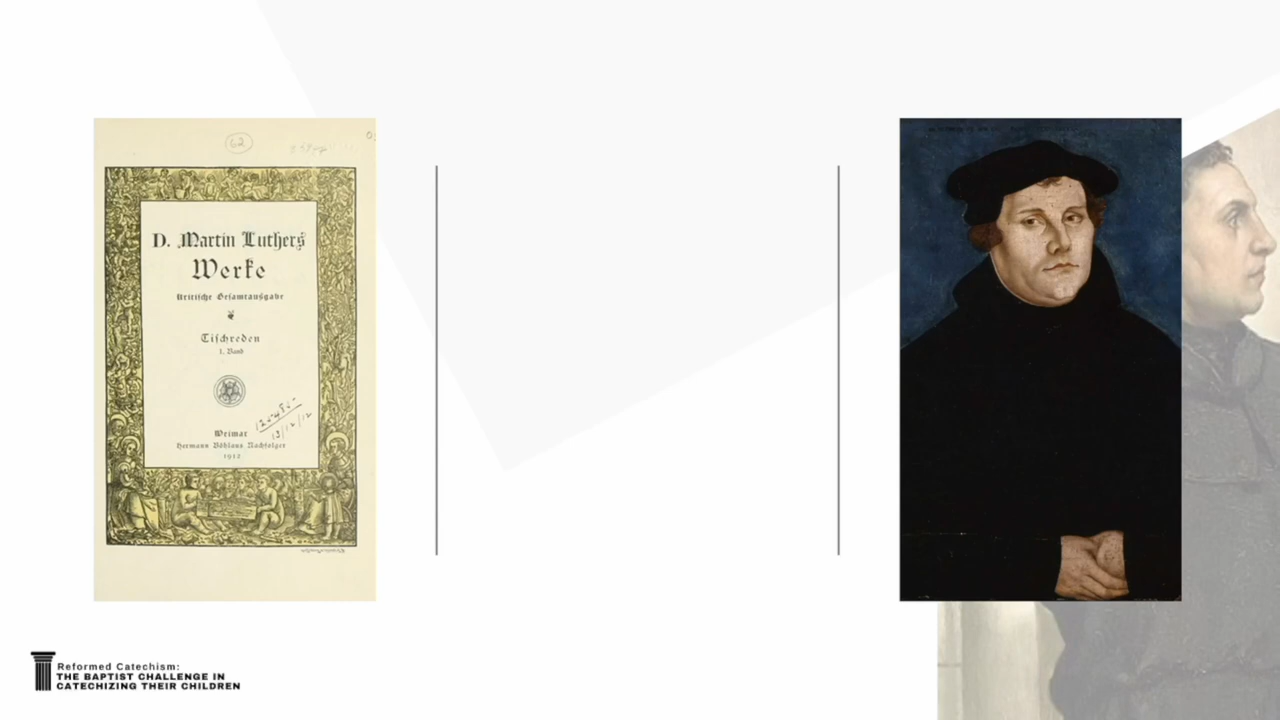 62
D. Martin Luthers
Werke
Kritische Gesamtausgabe
Tischreden
1. Band
Weimar
Hermann Böhlaus Nachfolger
1912
Reformed Catechism:
THE BAPTIST CHALLENGE IN
CATECHIZING THEIR CHILDREN